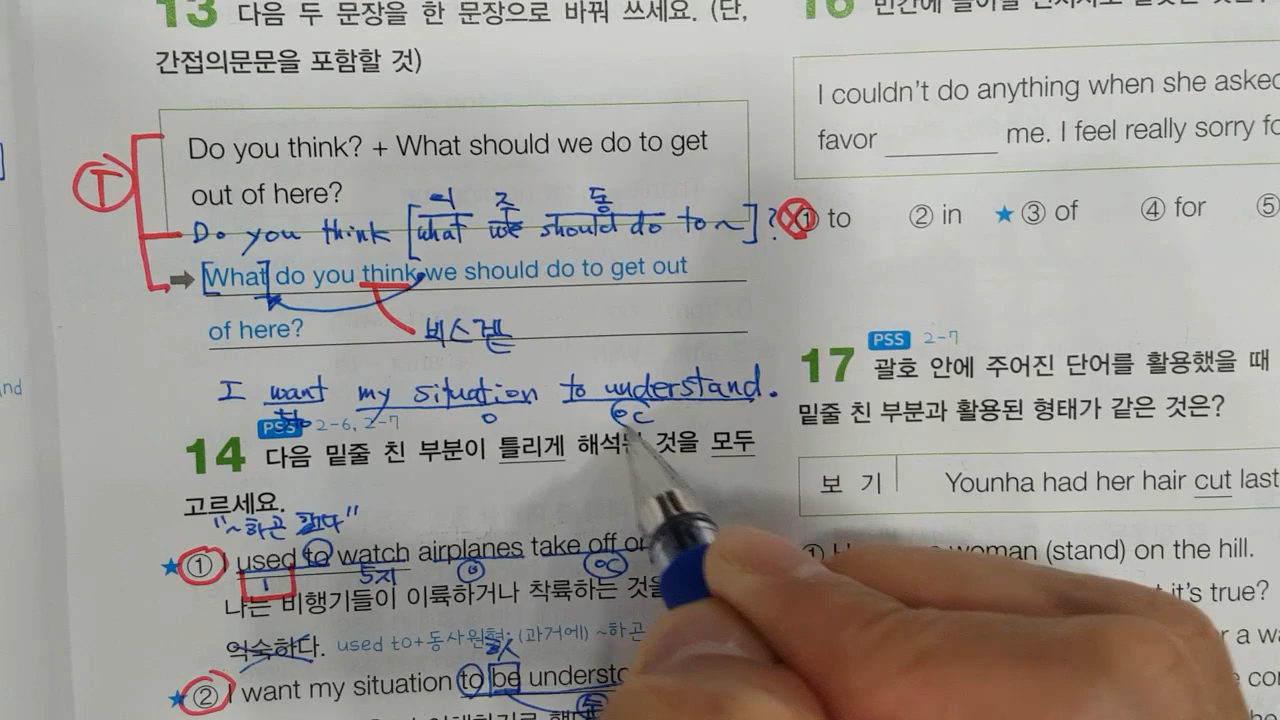 13 다음 두 문장을 한 문장으로 바꿔 쓰세요. (단,
간접의문문을 포함할 것)
Do you think? + What should we do to get
out of here?
T
의 주 동
Do you think [what we should do to ~]?
➡ [What] do you think we should do to get out
of here?
I want my situation to understand.
O OC
PSS 2-6, 2-7
14 다음 밑줄 친 부분이 틀리게 해석된 것을 모두
고르세요.
"~하곤 했다"
★ ① I used to watch airplanes take off or
5지 O OC
나는 비행기들이 이륙하거나 착륙하는 것을
익숙하다. used to+동사원형: (과거에) ~하곤
★ ② I want my situation to be understo
16
I couldn't do anything when she asked
favor me. I feel really sorry fo
① to ② in ★ ③ of ④ for ⑤
PSS 2-7
17 괄호 안에 주어진 단어를 활용했을 때
밑줄 친 부분과 활용된 형태가 같은 것은?
보 기 Younha had her hair cut last
woman (stand) on the hill.
it's true?
nd